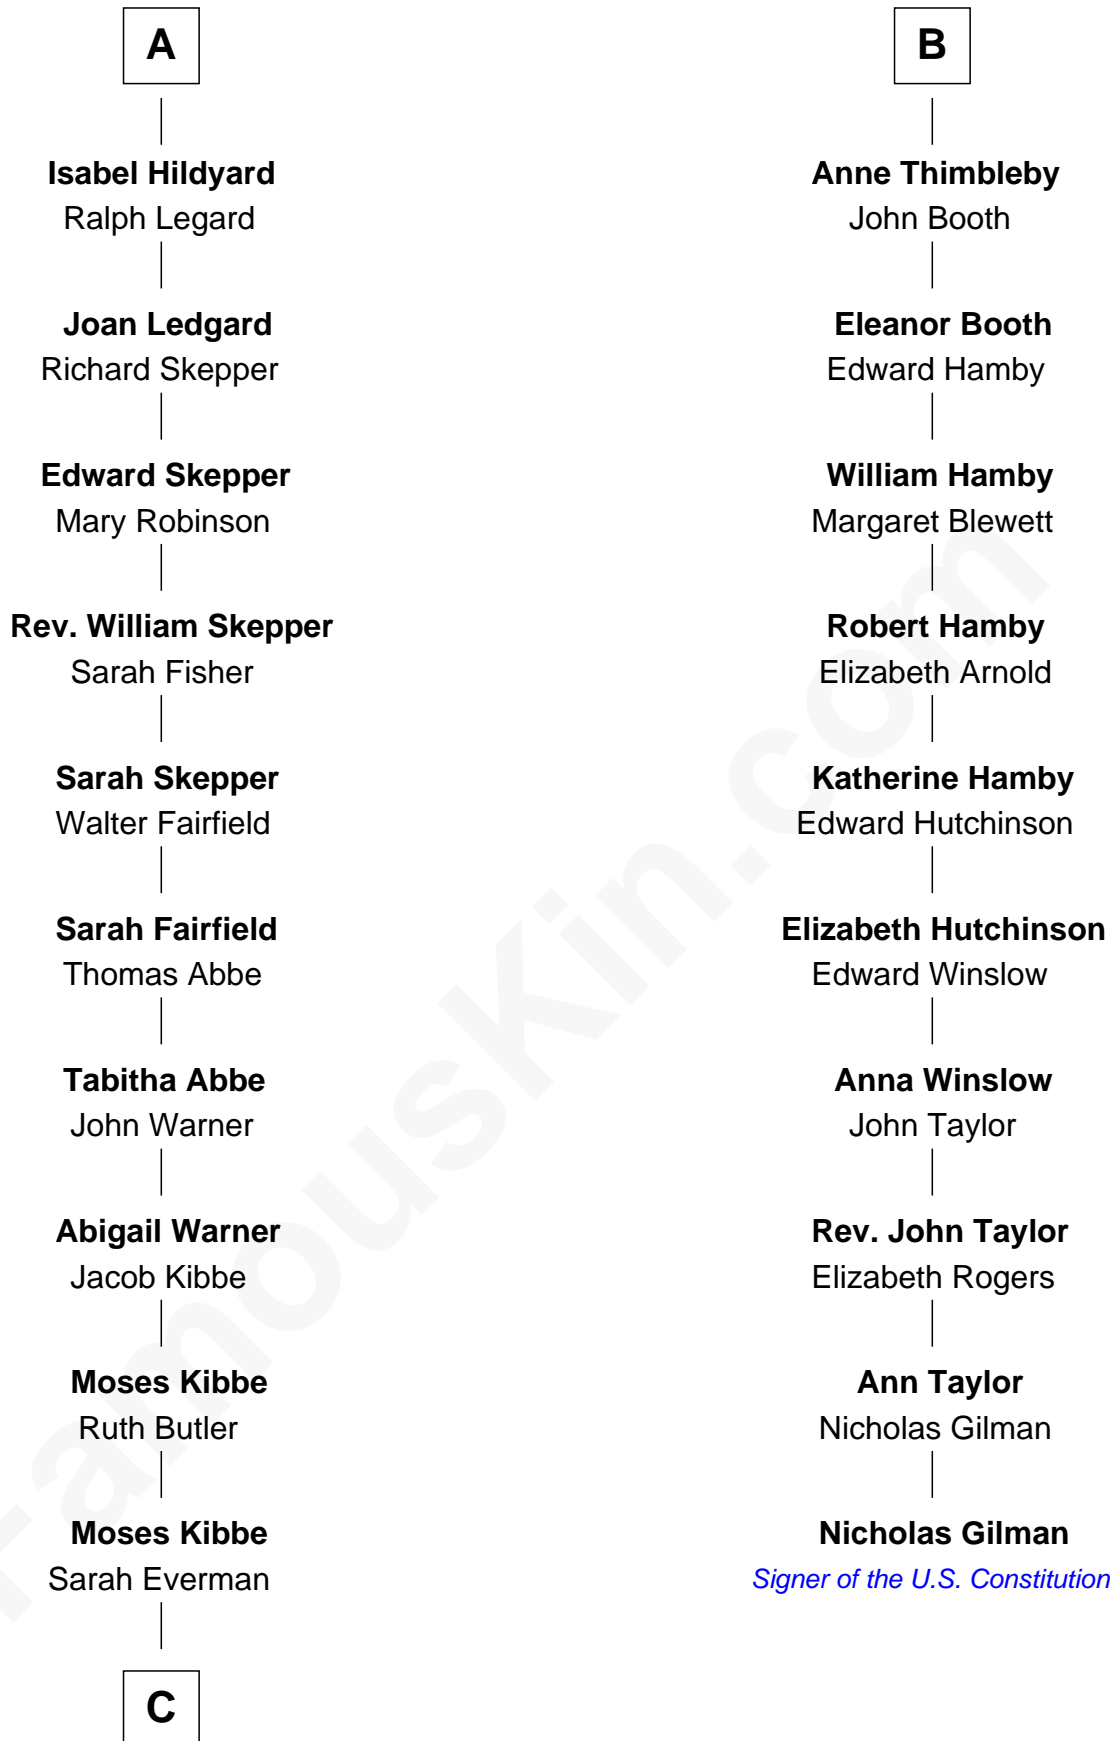 A
Isabel Hildyard
Ralph Legard
Joan Ledgard
Richard Skepper
Edward Skepper
Mary Robinson
Rev. William Skepper
Sarah Fisher
Sarah Skepper
Walter Fairfield
Sarah Fairfield
Thomas Abbe
Tabitha Abbe
John Warner
Abigail Warner
Jacob Kibbe
Moses Kibbe
Ruth Butler
Moses Kibbe
Sarah Everman
C
B
Anne Thimbleby
John Booth
Eleanor Booth
Edward Hamby
William Hamby
Margaret Blewett
Robert Hamby
Elizabeth Arnold
Katherine Hamby
Edward Hutchinson
Elizabeth Hutchinson
Edward Winslow
Anna Winslow
John Taylor
Rev. John Taylor
Elizabeth Rogers
Ann Taylor
Nicholas Gilman
Nicholas Gilman
Signer of the U.S. Constitution
FamousKin.com